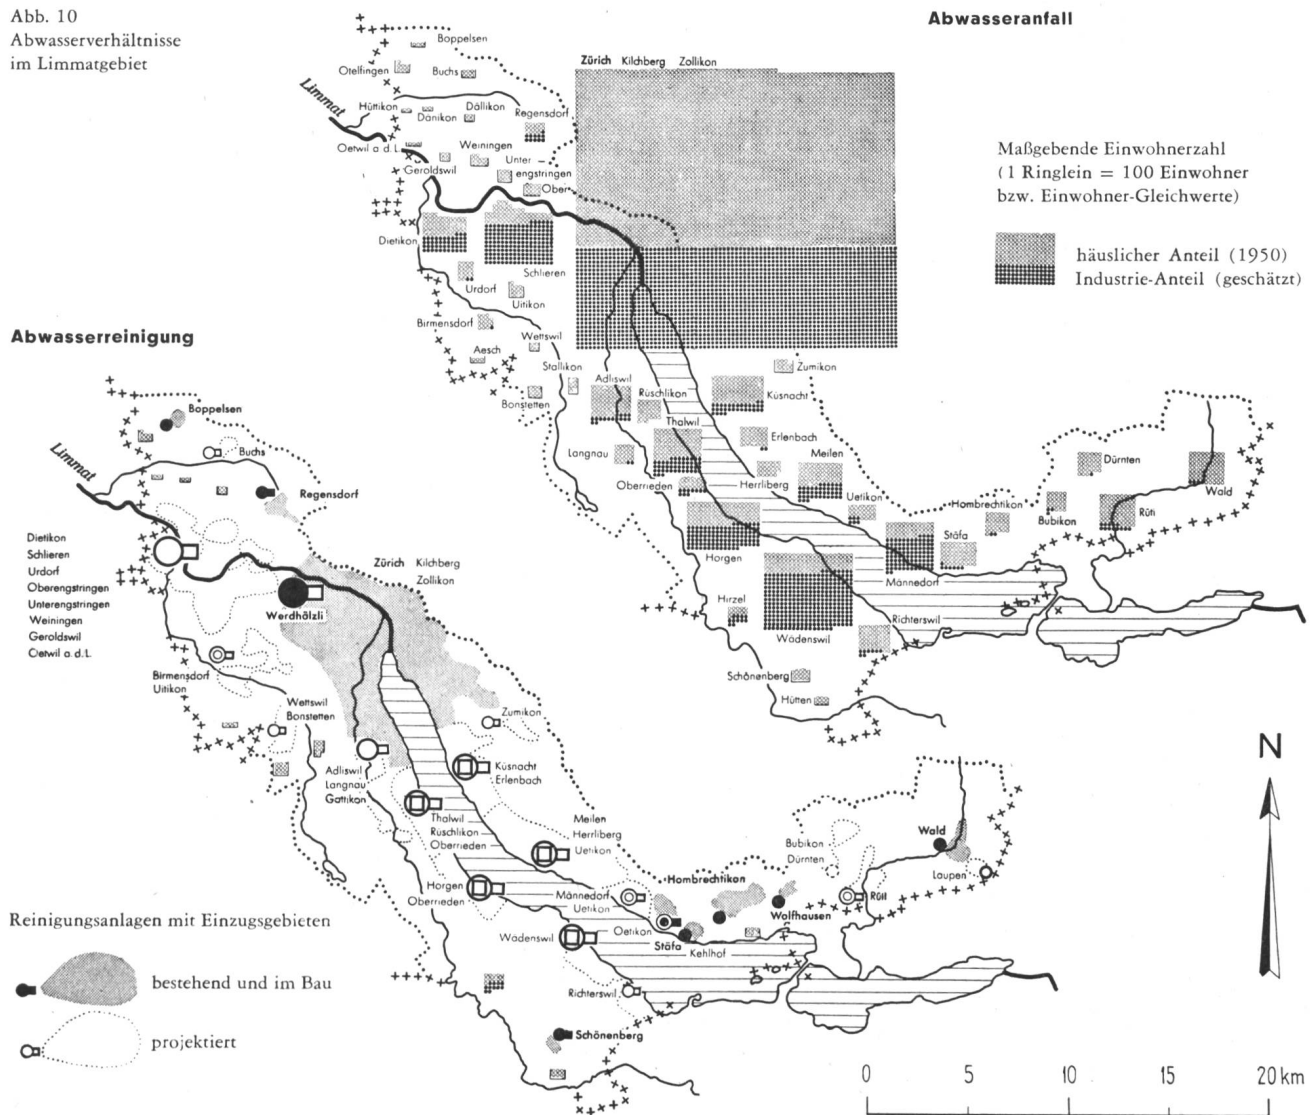 Abb. 10
Abwasserverhältnisse
im Limmatgebiet
Abwasseranfall
Boppelsen
Otelfingen
Buchs
Zürich Kilchberg Zollikon
Limmat
Hüttikon
Dällikon
Dänikon
Regensdorf
Oetwil a d. L.
Weiningen
Geroldswil
Unter
engstringen
Ober
Maßgebende Einwohnerzahl
(1 Ringlein = 100 Einwohner
bzw. Einwohner-Gleichwerte)
häuslicher Anteil (1950)
Industrie-Anteil (geschätzt)
Dietikon
Schlieren
Urdorf
Uitikon
Birmensdorf
Wettswil
Aesch
Stallikon
Bonstetten
Adliswil
Rüschlikon
Thalwil
Langnau
Oberrieden
Horgen
Hirzel
Wädenswil
Schönenberg
Hütten
Richterswil
Zumikon
Küsnacht
Erlenbach
Meilen
Herrliberg
Uetikon
Männedorf
Stäfa
Hombrechtikon
Bubikon
Dürnten
Rüti
Wald
Abwasserreinigung
Boppelsen
Buchs
Limmat
Regensdorf
Dietikon
Schlieren
Urdorf
Oberengstringen
Unterengstringen
Weiningen
Geroldswil
Oetwil a. d. L.
Zürich Kilchberg
Zollikon
Werdhölzli
Birmensdorf
Uitikon
Wettswil
Bonstetten
Zumikon
Adliswil
Langnau
Gattikon
Küsnacht
Erlenbach
Thalwil
Rüschlikon
Oberrieden
Meilen
Herrliberg
Uetikon
Horgen
Oberrieden
Männedorf
Uetikon
Oetikon
Hombrechtikon
Stäfa
Kehlhof
Wolfhausen
Bubikon
Dürnten
Rüti
Wald
Laupen
Wädenswil
Richterswil
Schönenberg
Reinigungsanlagen mit Einzugsgebieten
bestehend und im Bau
projektiert
N
0 5 10 15 20 km